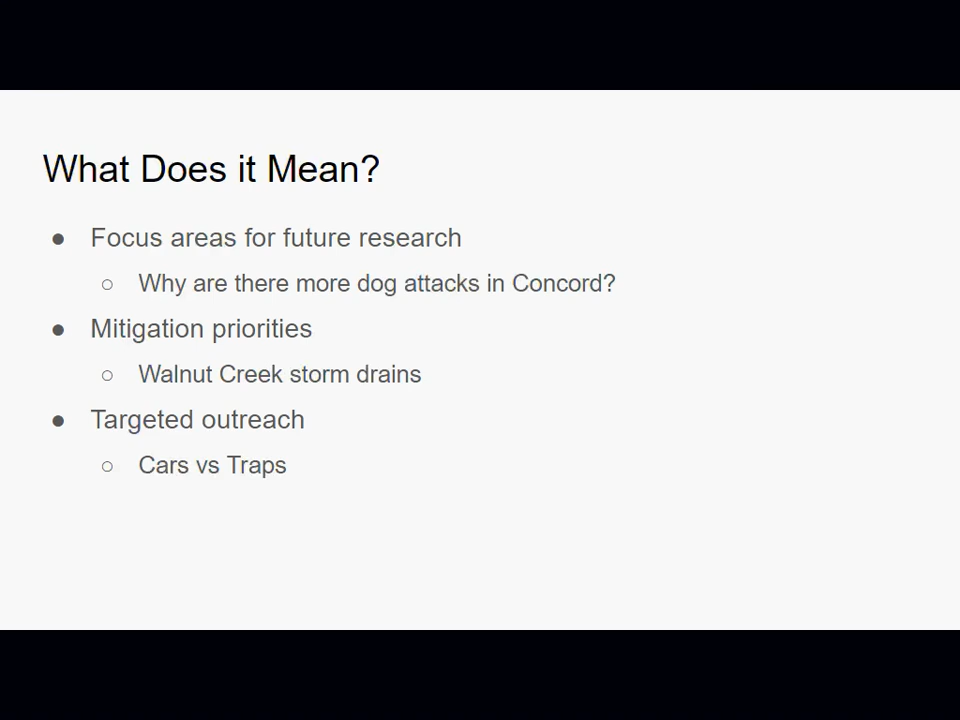 What Does it Mean?
● Focus areas for future research
○ Why are there more dog attacks in Concord?
● Mitigation priorities
○ Walnut Creek storm drains
● Targeted outreach
○ Cars vs Traps